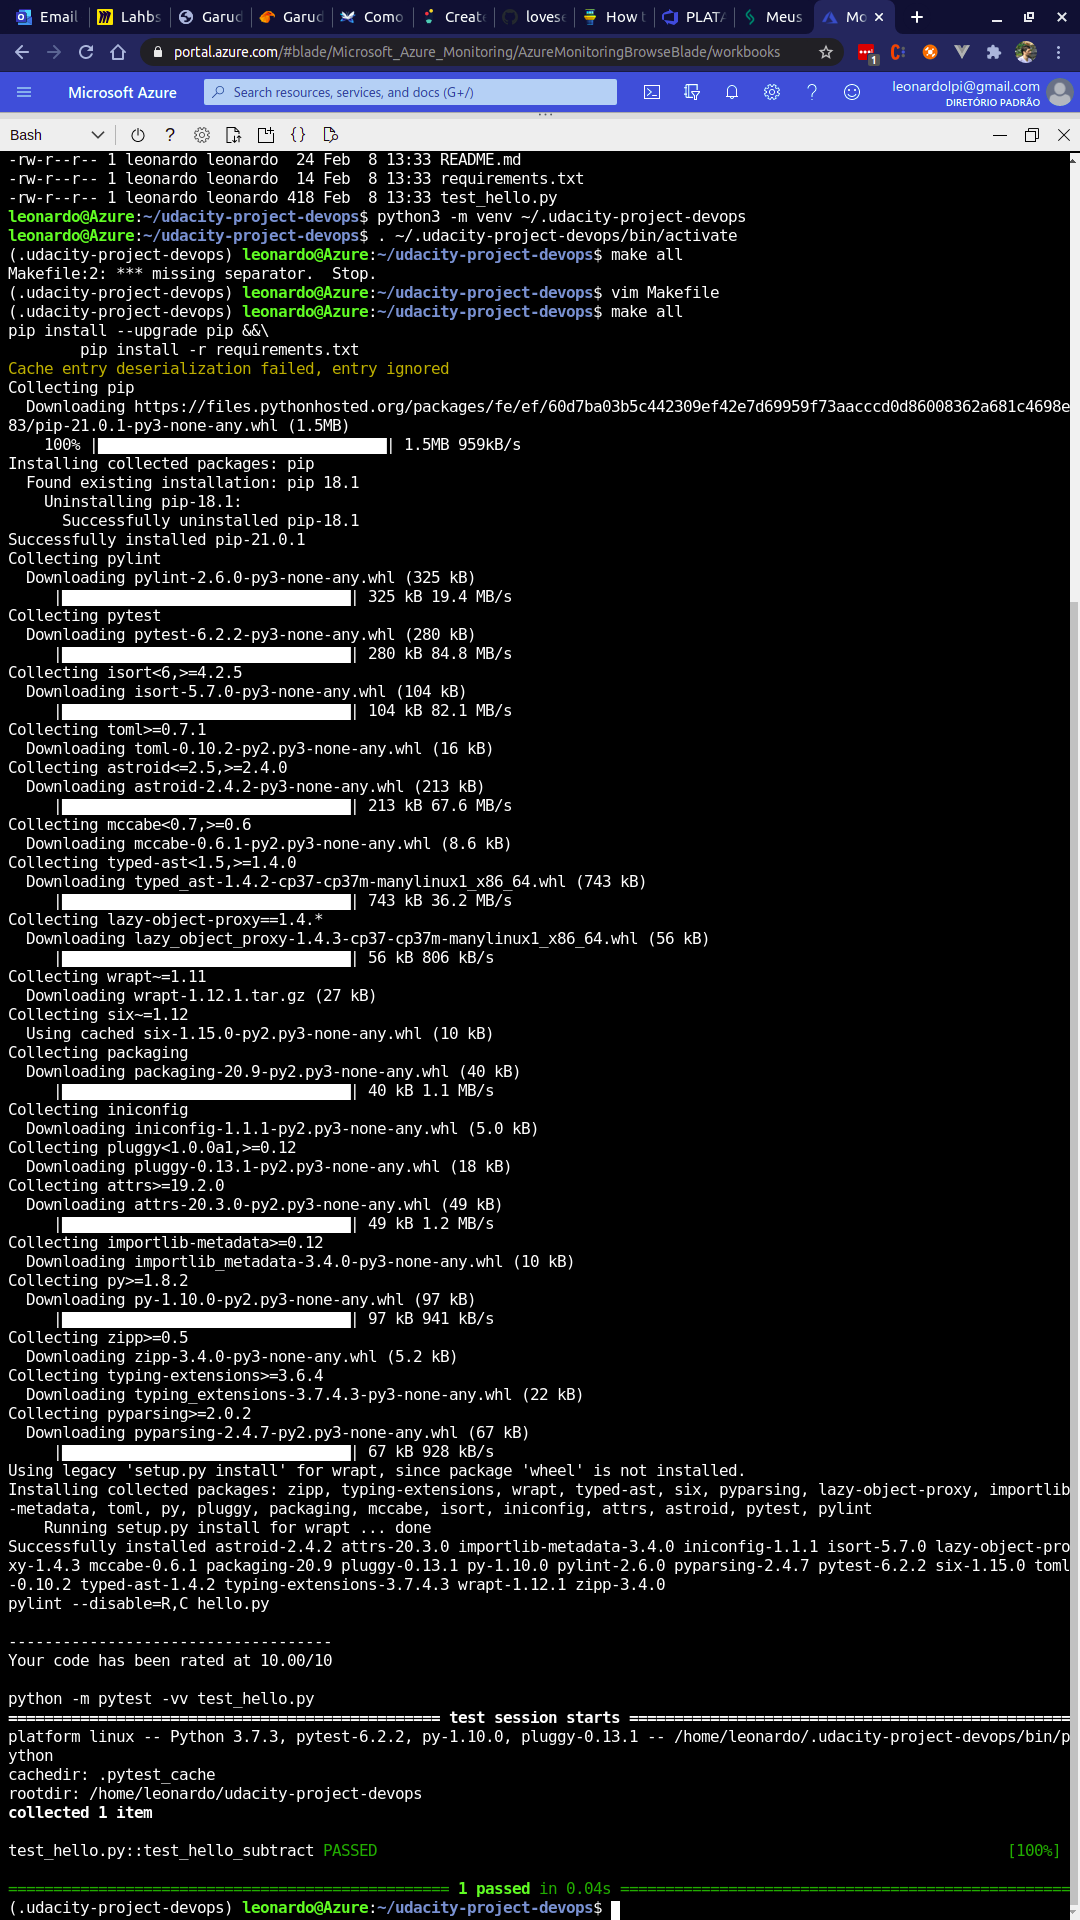 Email
Lahbs
Garud
Garud
Como
Create
lovese
How t
PLATA
Meus
Mo
portal.azure.com/#blade/Microsoft_Azure_Monitoring/AzureMonitoringBrowseBlade/workbooks
1
Microsoft Azure
Search resources, services, and docs (G+/)
leonardolpi@gmail.com
DIRETÓRIO PADRÃO
Bash
-rw-r--r-- 1 leonardo leonardo  24 Feb  8 13:33 README.md
-rw-r--r-- 1 leonardo leonardo  14 Feb  8 13:33 requirements.txt
-rw-r--r-- 1 leonardo leonardo 418 Feb  8 13:33 test_hello.py
leonardo@Azure:~/udacity-project-devops$ python3 -m venv ~/.udacity-project-devops
leonardo@Azure:~/udacity-project-devops$ . ~/.udacity-project-devops/bin/activate
(.udacity-project-devops) leonardo@Azure:~/udacity-project-devops$ make all
Makefile:2: *** missing separator.  Stop.
(.udacity-project-devops) leonardo@Azure:~/udacity-project-devops$ vim Makefile
(.udacity-project-devops) leonardo@Azure:~/udacity-project-devops$ make all
pip install --upgrade pip &&\
        pip install -r requirements.txt
Cache entry deserialization failed, entry ignored
Collecting pip
  Downloading https://files.pythonhosted.org/packages/fe/ef/60d7ba03b5c442309ef42e7d69959f73aacccd0d86008362a681c4698e
83/pip-21.0.1-py3-none-any.whl (1.5MB)
    100% |████████████████████████████████| 1.5MB 959kB/s
Installing collected packages: pip
  Found existing installation: pip 18.1
    Uninstalling pip-18.1:
      Successfully uninstalled pip-18.1
Successfully installed pip-21.0.1
Collecting pylint
  Downloading pylint-2.6.0-py3-none-any.whl (325 kB)
     |████████████████████████████████| 325 kB 19.4 MB/s
Collecting pytest
  Downloading pytest-6.2.2-py3-none-any.whl (280 kB)
     |████████████████████████████████| 280 kB 84.8 MB/s
Collecting isort<6,>=4.2.5
  Downloading isort-5.7.0-py3-none-any.whl (104 kB)
     |████████████████████████████████| 104 kB 82.1 MB/s
Collecting toml>=0.7.1
  Downloading toml-0.10.2-py2.py3-none-any.whl (16 kB)
Collecting astroid<=2.5,>=2.4.0
  Downloading astroid-2.4.2-py3-none-any.whl (213 kB)
     |████████████████████████████████| 213 kB 67.6 MB/s
Collecting mccabe<0.7,>=0.6
  Downloading mccabe-0.6.1-py2.py3-none-any.whl (8.6 kB)
Collecting typed-ast<1.5,>=1.4.0
  Downloading typed_ast-1.4.2-cp37-cp37m-manylinux1_x86_64.whl (743 kB)
     |████████████████████████████████| 743 kB 36.2 MB/s
Collecting lazy-object-proxy==1.4.*
  Downloading lazy_object_proxy-1.4.3-cp37-cp37m-manylinux1_x86_64.whl (56 kB)
     |████████████████████████████████| 56 kB 806 kB/s
Collecting wrapt~=1.11
  Downloading wrapt-1.12.1.tar.gz (27 kB)
Collecting six~=1.12
  Using cached six-1.15.0-py2.py3-none-any.whl (10 kB)
Collecting packaging
  Downloading packaging-20.9-py2.py3-none-any.whl (40 kB)
     |████████████████████████████████| 40 kB 1.1 MB/s
Collecting iniconfig
  Downloading iniconfig-1.1.1-py2.py3-none-any.whl (5.0 kB)
Collecting pluggy<1.0.0a1,>=0.12
  Downloading pluggy-0.13.1-py2.py3-none-any.whl (18 kB)
Collecting attrs>=19.2.0
  Downloading attrs-20.3.0-py2.py3-none-any.whl (49 kB)
     |████████████████████████████████| 49 kB 1.2 MB/s
Collecting importlib-metadata>=0.12
  Downloading importlib_metadata-3.4.0-py3-none-any.whl (10 kB)
Collecting py>=1.8.2
  Downloading py-1.10.0-py2.py3-none-any.whl (97 kB)
     |████████████████████████████████| 97 kB 941 kB/s
Collecting zipp>=0.5
  Downloading zipp-3.4.0-py3-none-any.whl (5.2 kB)
Collecting typing-extensions>=3.6.4
  Downloading typing_extensions-3.7.4.3-py3-none-any.whl (22 kB)
Collecting pyparsing>=2.0.2
  Downloading pyparsing-2.4.7-py2.py3-none-any.whl (67 kB)
     |████████████████████████████████| 67 kB 928 kB/s
Using legacy 'setup.py install' for wrapt, since package 'wheel' is not installed.
Installing collected packages: zipp, typing-extensions, wrapt, typed-ast, six, pyparsing, lazy-object-proxy, importlib
-metadata, toml, py, pluggy, packaging, mccabe, isort, iniconfig, attrs, astroid, pytest, pylint
    Running setup.py install for wrapt ... done
Successfully installed astroid-2.4.2 attrs-20.3.0 importlib-metadata-3.4.0 iniconfig-1.1.1 isort-5.7.0 lazy-object-pro
xy-1.4.3 mccabe-0.6.1 packaging-20.9 pluggy-0.13.1 py-1.10.0 pylint-2.6.0 pyparsing-2.4.7 pytest-6.2.2 six-1.15.0 toml
-0.10.2 typed-ast-1.4.2 typing-extensions-3.7.4.3 wrapt-1.12.1 zipp-3.4.0
pylint --disable=R,C hello.py
------------------------------------
Your code has been rated at 10.00/10
python -m pytest -vv test_hello.py
================================================ test session starts =================================================
platform linux -- Python 3.7.3, pytest-6.2.2, py-1.10.0, pluggy-0.13.1 -- /home/leonardo/.udacity-project-devops/bin/p
ython
cachedir: .pytest_cache
rootdir: /home/leonardo/udacity-project-devops
collected 1 item
test_hello.py::test_hello_subtract PASSED [100%]
================================================= 1 passed in 0.04s ==================================================
(.udacity-project-devops) leonardo@Azure:~/udacity-project-devops$